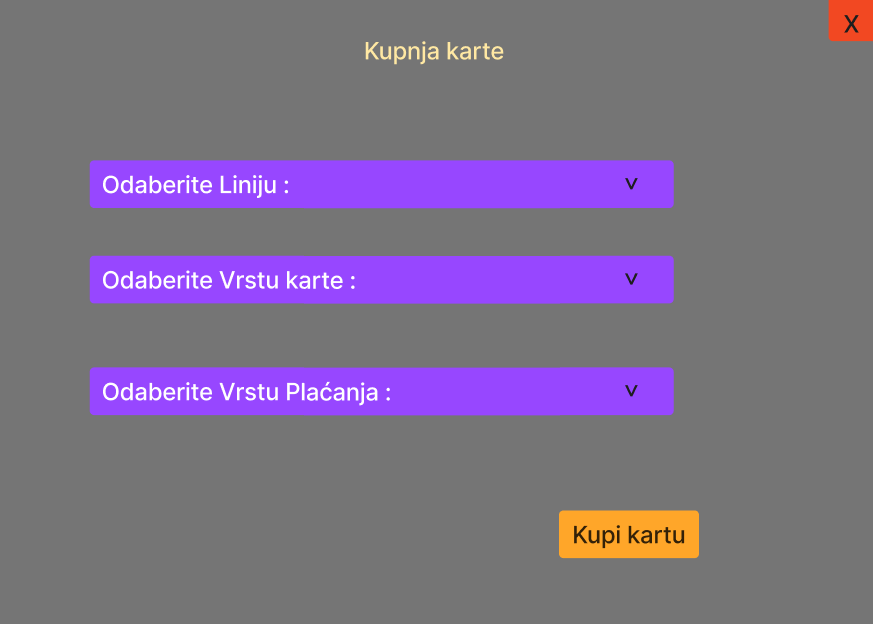 X
Kupnja karte
Odaberite Liniju :
Odaberite Vrstu karte :
Odaberite Vrstu Plaćanja :
Kupi kartu